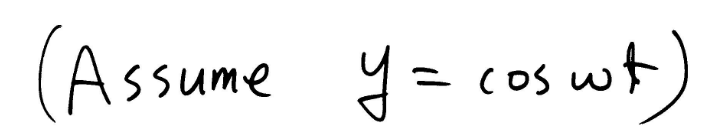 (Assume y = cos ωt)